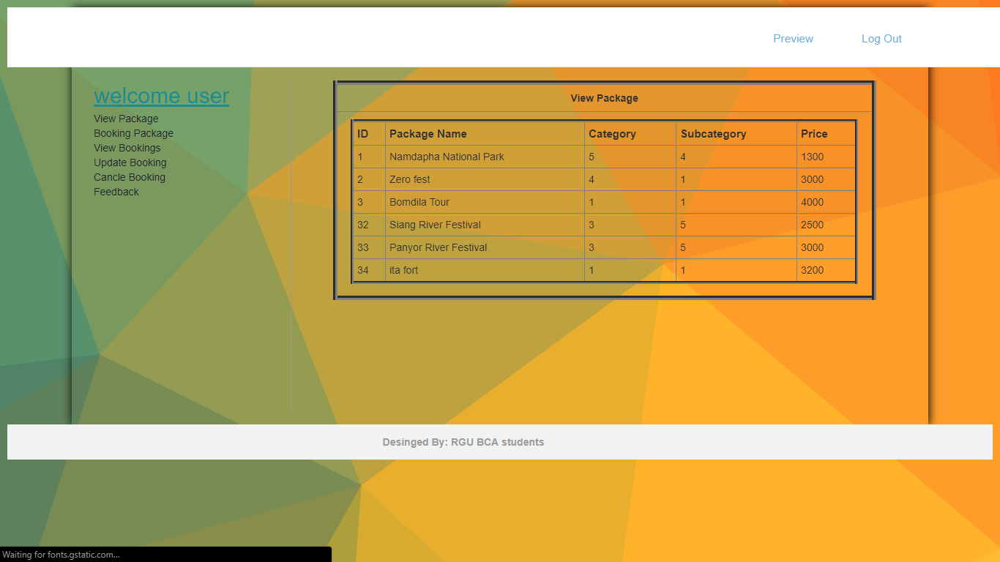 Preview Log Out
welcome user
View Package
Booking Package
View Bookings
Update Booking
Cancle Booking
Feedback
View Package
ID Package Name Category Subcategory Price
1 Namdapha National Park 5 4 1300
2 Zero fest 4 1 3000
3 Bomdila Tour 1 1 4000
32 Siang River Festival 3 5 2500
33 Panyor River Festival 3 5 3000
34 ita fort 1 1 3200
Desinged By: RGU BCA students
Waiting for fonts.gstatic.com...